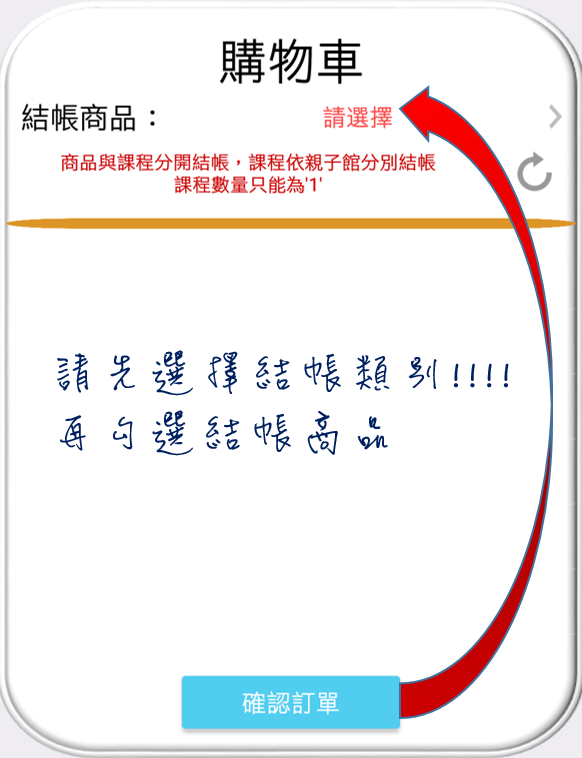 購物車
結帳商品： 請選擇
商品與課程分開結帳，課程依親子館分別結帳
課程數量只能為'1'
請先選擇結帳類別!!!!
再勾選結帳商品
確認訂單